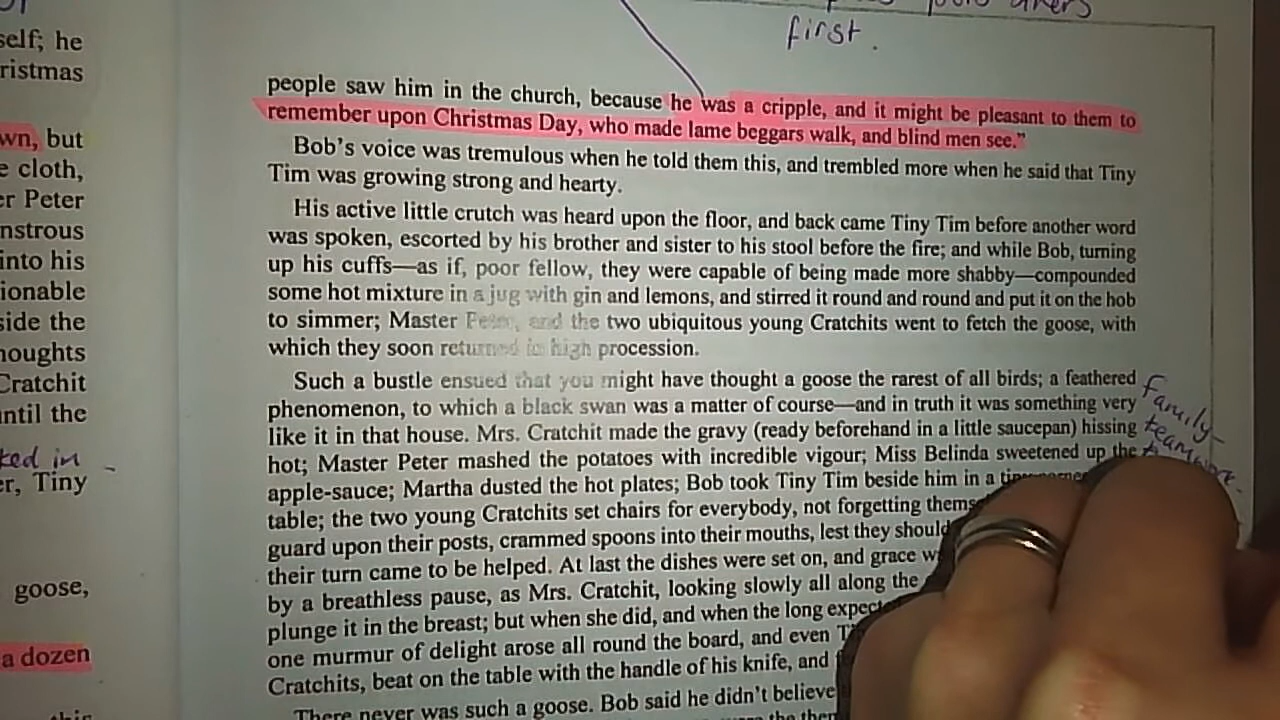 others
first.
self; he
ristmas
wn, but
e cloth,
er Peter
nstrous
into his
ionable
side the
houghts
Cratchit
until the
ked in
er, Tiny
goose,
a dozen
people saw him in the church, because he was a cripple, and it might be pleasant to them to
remember upon Christmas Day, who made lame beggars walk, and blind men see."
Bob's voice was tremulous when he told them this, and trembled more when he said that Tiny
Tim was growing strong and hearty.
His active little crutch was heard upon the floor, and back came Tiny Tim before another word
was spoken, escorted by his brother and sister to his stool before the fire; and while Bob, turning
up his cuffs—as if, poor fellow, they were capable of being made more shabby—compounded
some hot mixture in a jug with gin and lemons, and stirred it round and round and put it on the hob
to simmer; Master Peter, and the two ubiquitous young Cratchits went to fetch the goose, with
which they soon returned in high procession.
Such a bustle ensued that you might have thought a goose the rarest of all birds; a feathered
phenomenon, to which a black swan was a matter of course—and in truth it was something very
like it in that house. Mrs. Cratchit made the gravy (ready beforehand in a little saucepan) hissing
hot; Master Peter mashed the potatoes with incredible vigour; Miss Belinda sweetened up the
apple-sauce; Martha dusted the hot plates; Bob took Tiny Tim beside him in a tiny corner
table; the two young Cratchits set chairs for everybody, not forgetting thems
guard upon their posts, crammed spoons into their mouths, lest they should
their turn came to be helped. At last the dishes were set on, and grace w
by a breathless pause, as Mrs. Cratchit, looking slowly all along the
plunge it in the breast; but when she did, and when the long expecte
one murmur of delight arose all round the board, and even Ti
Cratchits, beat on the table with the handle of his knife, and
There never was such a goose. Bob said he didn't believe
family
teamwork.